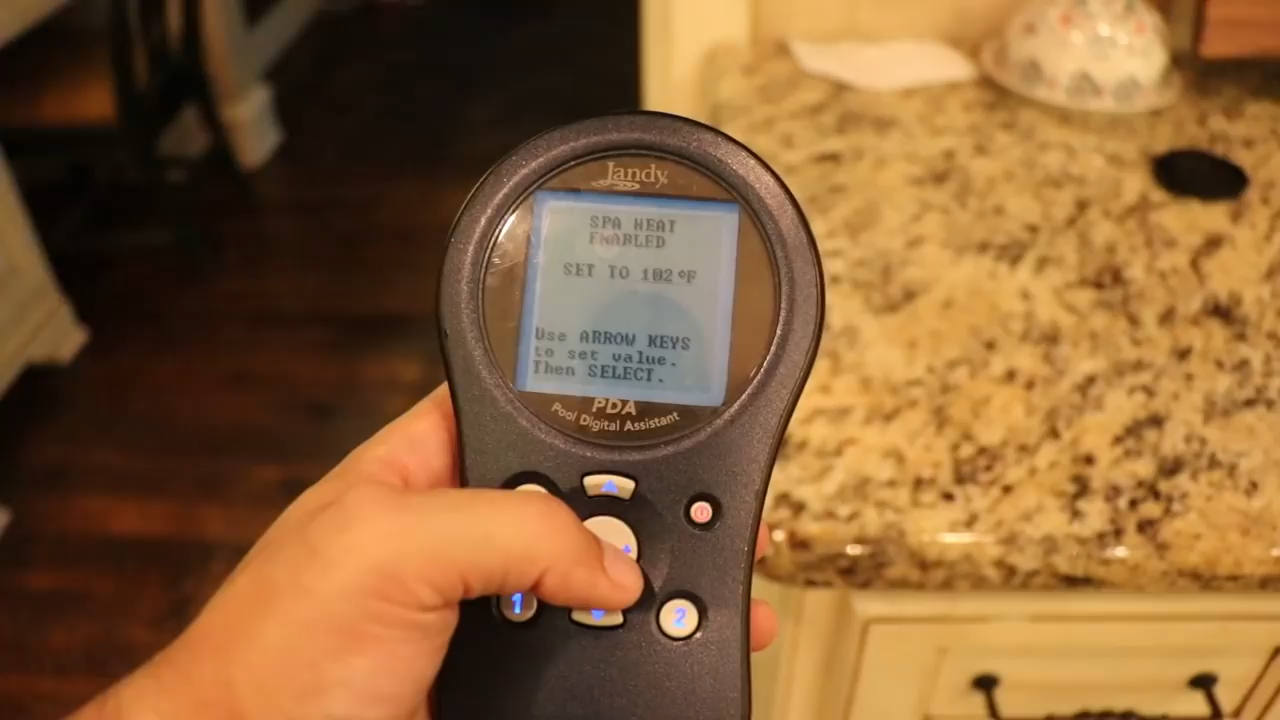 Jandy
SPA HEAT
ENABLED
SET TO 102°F
Use ARROW KEYS
to set value.
Then SELECT.
PDA
Pool Digital Assistant
1
2